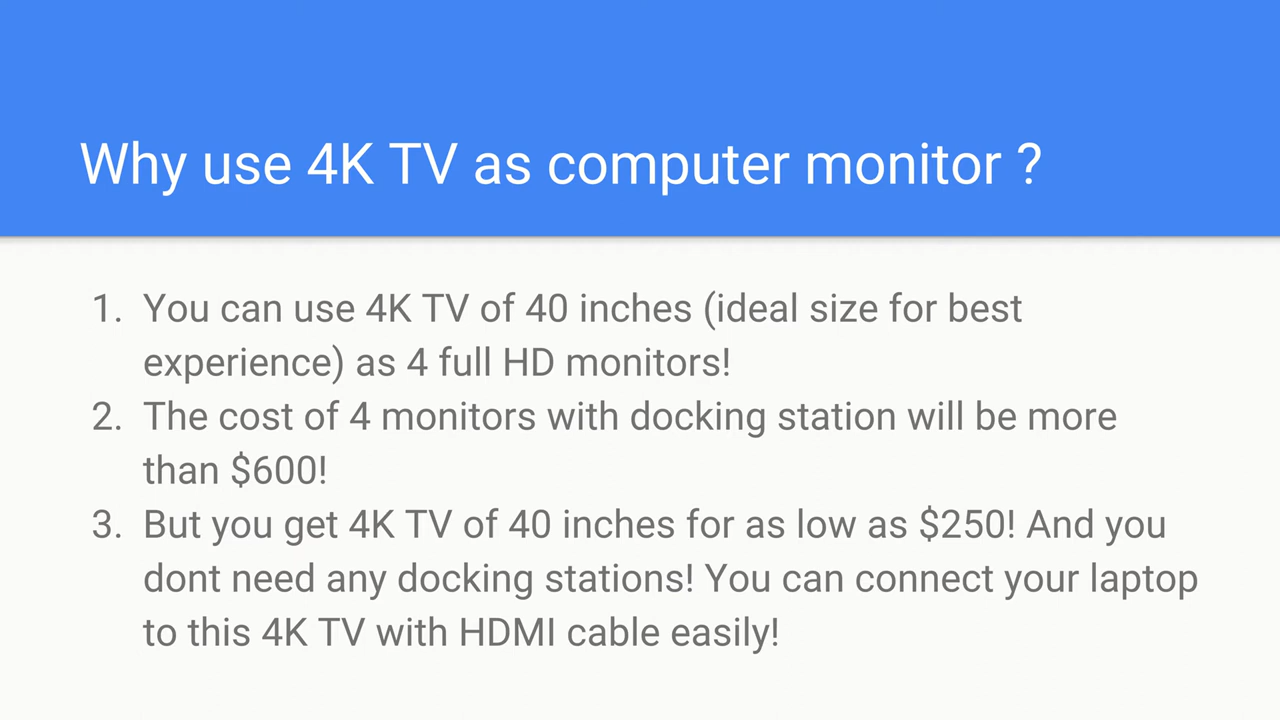 Why use 4K TV as computer monitor ?
1. You can use 4K TV of 40 inches (ideal size for best
experience) as 4 full HD monitors!
2. The cost of 4 monitors with docking station will be more
than $600!
3. But you get 4K TV of 40 inches for as low as $250! And you
dont need any docking stations! You can connect your laptop
to this 4K TV with HDMI cable easily!